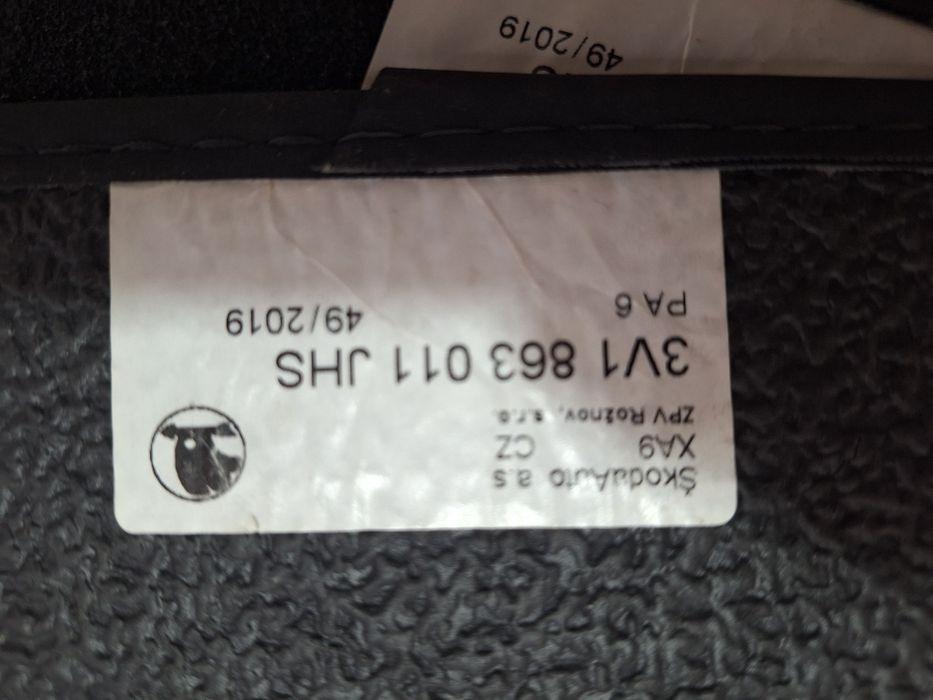 ŠkodaAuto a.s
XA9 CZ
ZPV Rožnov, s.r.o.
3V1 863 011 JHS
PA 6 49/2019
49/2019